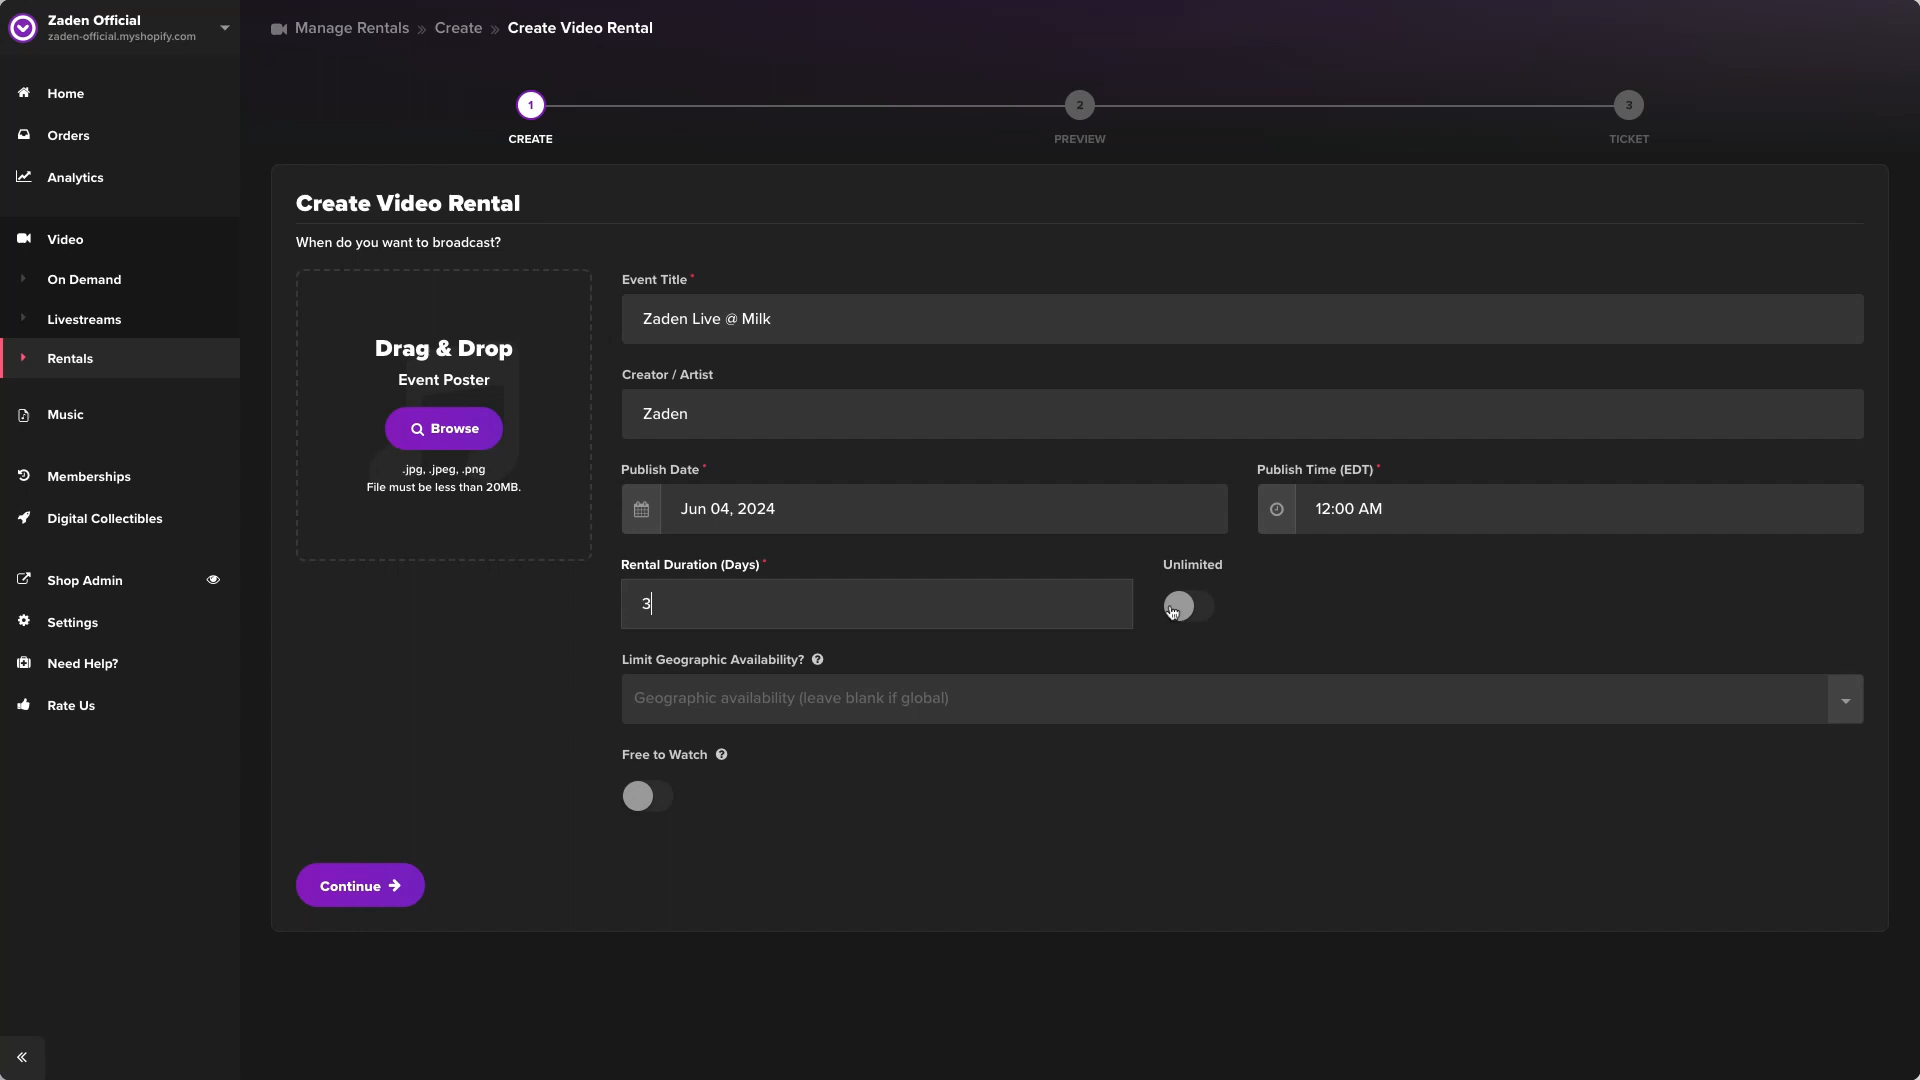 Zaden Official
zaden-official.myshopify.com
Home
Orders
Analytics
Video
On Demand
Livestreams
Rentals
Music
Memberships
Digital Collectibles
Shop Admin
Settings
Need Help?
Rate Us
Manage Rentals » Create » Create Video Rental
1
2
3
CREATE
PREVIEW
TICKET
Create Video Rental
When do you want to broadcast?
Drag & Drop
Event Poster
Browse
.jpg, .jpeg, .png
File must be less than 20MB.
Event Title *
Zaden Live @ Milk
Creator / Artist
Zaden
Publish Date *
Jun 04, 2024
Publish Time (EDT) *
12:00 AM
Rental Duration (Days) *
3
Unlimited
Limit Geographic Availability?
Geographic availability (leave blank if global)
Free to Watch
Continue